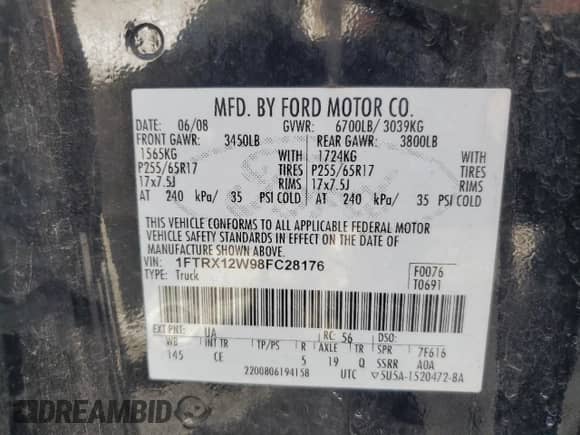 MFD. BY FORD MOTOR CO.
DATE: 06/08 GVWR: 6700LB/ 3039KG
FRONT GAWR: 3450LB REAR GAWR: 3800LB
1565KG WITH 1724KG WITH
P255/65R17 TIRES P255/65R17 TIRES
17x7.5J RIMS 17x7.5J RIMS
AT 240 kPa/ 35 PSI COLD AT 240 kPa/ 35 PSI COLD
THIS VEHICLE CONFORMS TO ALL APPLICABLE FEDERAL MOTOR
VEHICLE SAFETY STANDARDS IN EFFECT ON THE DATE OF
MANUFACTURE SHOWN ABOVE.
VIN: 1FTRX12W98FC28176 F0076
TYPE: Truck T0691
EXT PNT: UA RC: 56 DSO:
WB INT TR TP/PS R AXLE TR SPR 7F616
145 CE 5 19 Q SSRR A0A
2200806194158 UTC 5U5A-1520472-8A
DREAMBID.COM